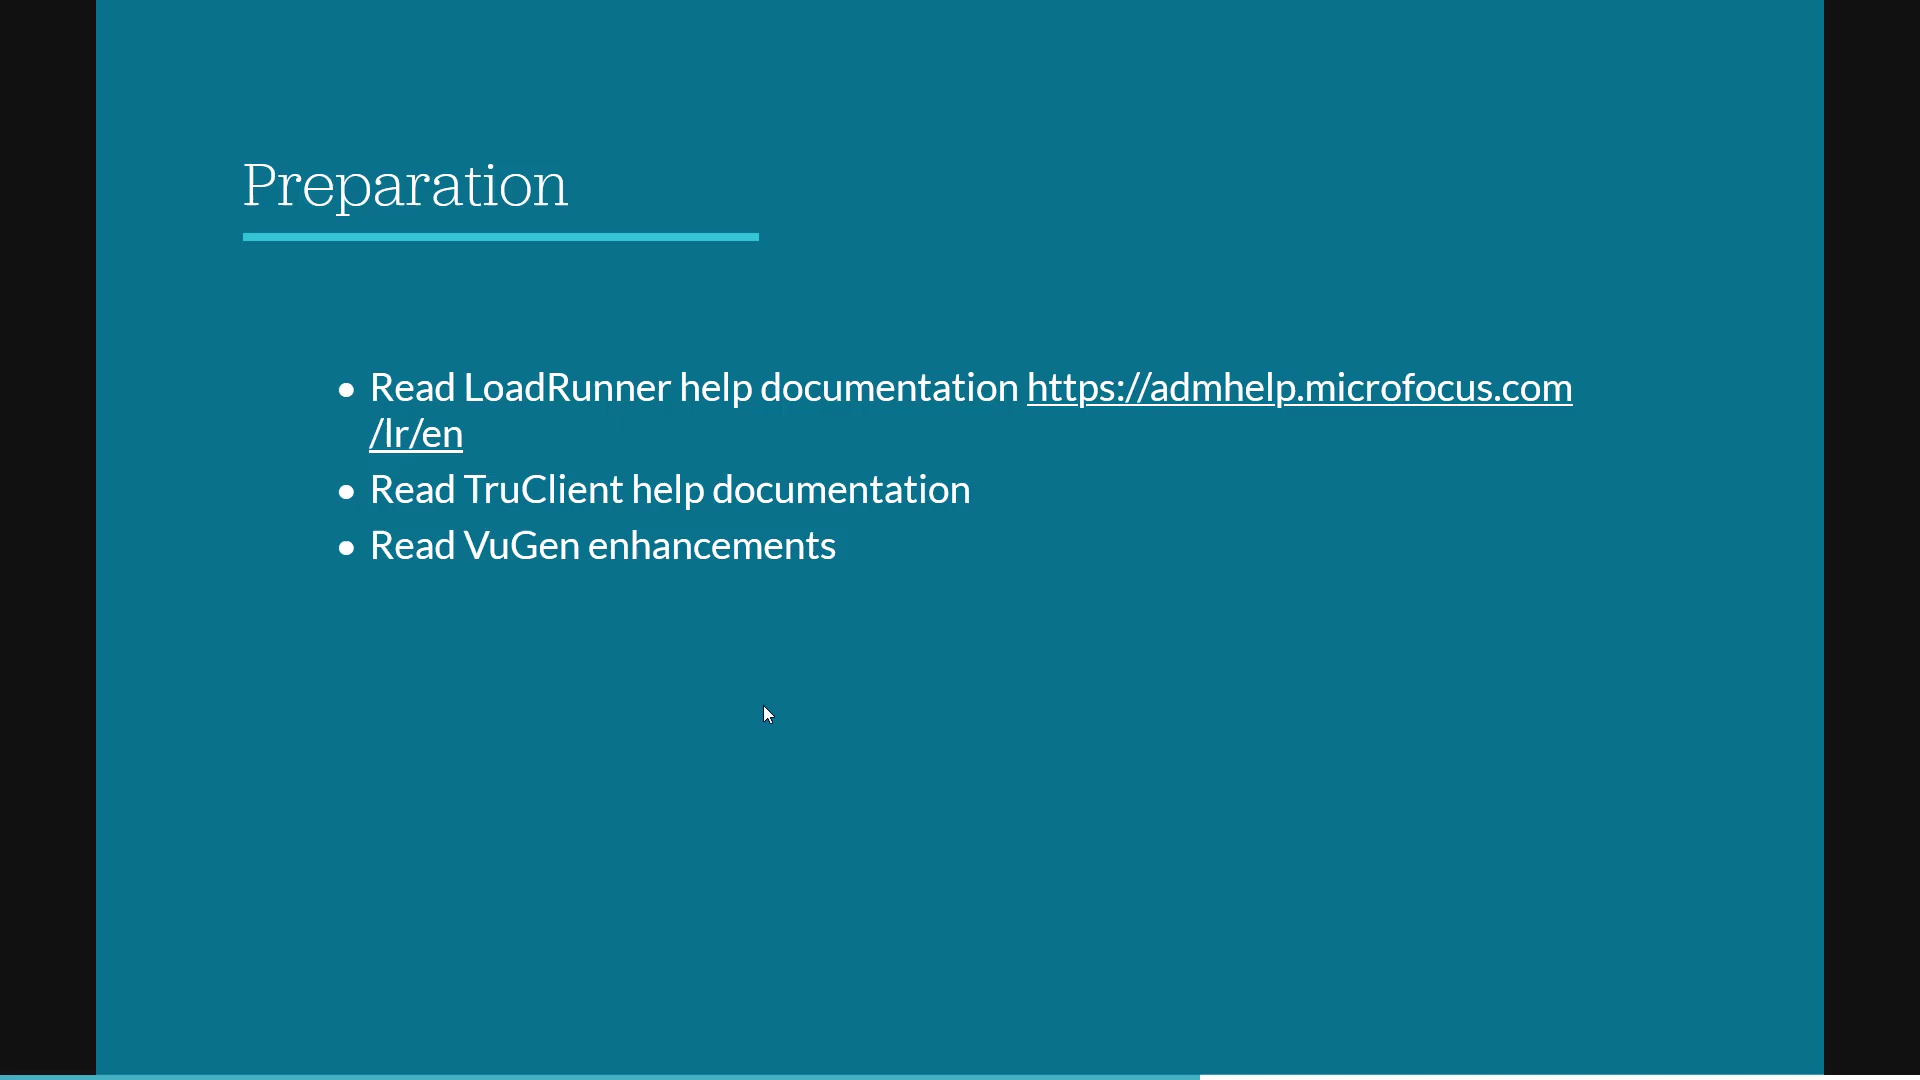 Preparation
• Read LoadRunner help documentation https://admhelp.microfocus.com
/lr/en
• Read TruClient help documentation
• Read VuGen enhancements